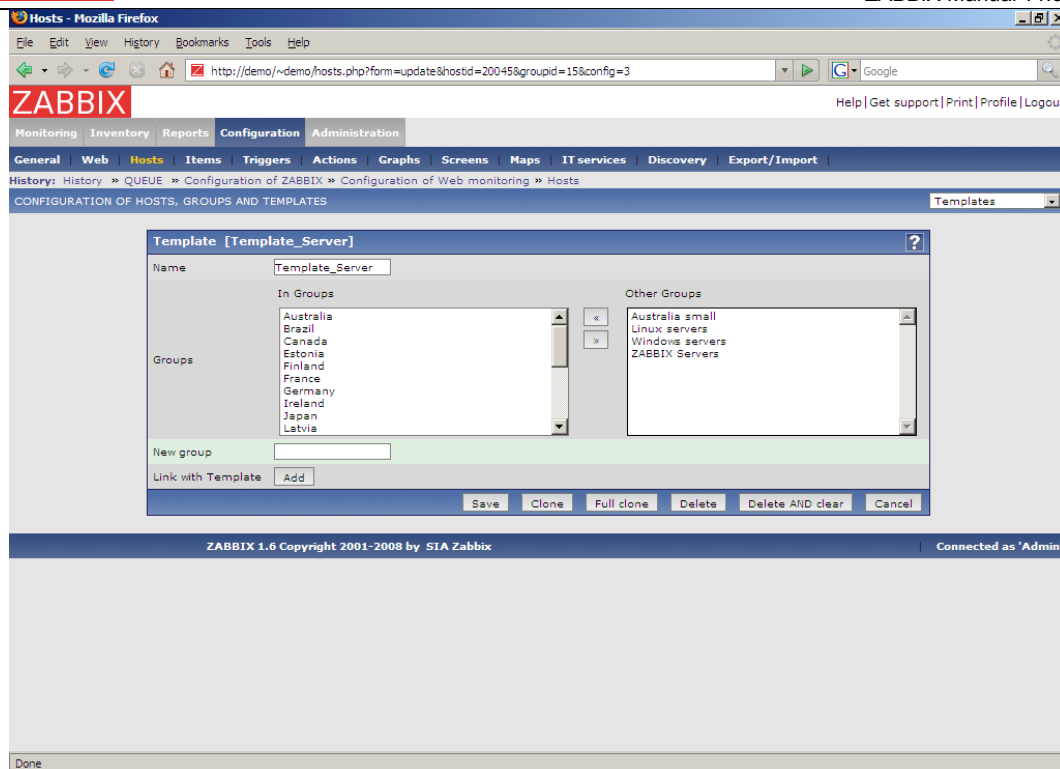 Hosts - Mozilla Firefox
File Edit View History Bookmarks Tools Help
http://demo/~demo/hosts.php?form=update&hostid=20045&groupid=15&config=3 Google
ZABBIX
Help | Get support | Print | Profile | Logou
Monitoring Inventory Reports Configuration Administration
General | Web | Hosts | Items | Triggers | Actions | Graphs | Screens | Maps | IT services | Discovery | Export/Import |
History: History » QUEUE » Configuration of ZABBIX » Configuration of Web monitoring » Hosts
CONFIGURATION OF HOSTS, GROUPS AND TEMPLATES Templates
Template [Template_Server] ?
Name Template_Server
In Groups Other Groups
Australia « Australia small
Brazil Linux servers
Canada » Windows servers
Estonia ZABBIX Servers
Groups
Finland
France
Germany
Ireland
Japan
Latvia
New group
Link with Template Add
Save Clone Full clone Delete Delete AND clear Cancel
ZABBIX 1.6 Copyright 2001-2008 by SIA Zabbix | Connected as 'Admin
Done